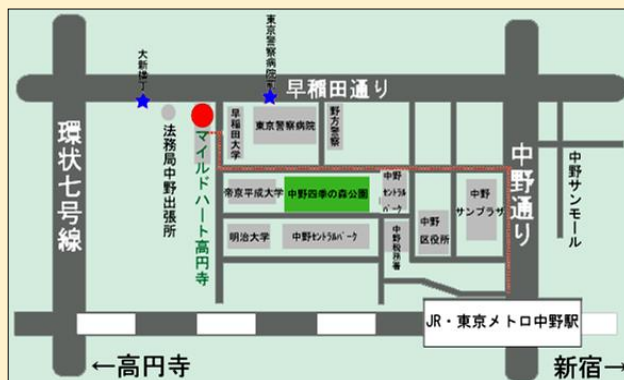 大新横丁
東京警察病院前
早稲田通り
環状七号線
法務局中野出張所
マイルドハート高円寺
早稲田大学
東京警察病院
野方警察
中野通り
中野サンモール
帝京平成大学
中野四季の森公園
中野
セントラル
パーク
中野
サンプラザ
明治大学
中野セントラルパーク
中野税務署
中野
区役所
JR・東京メトロ中野駅
←高円寺
新宿→